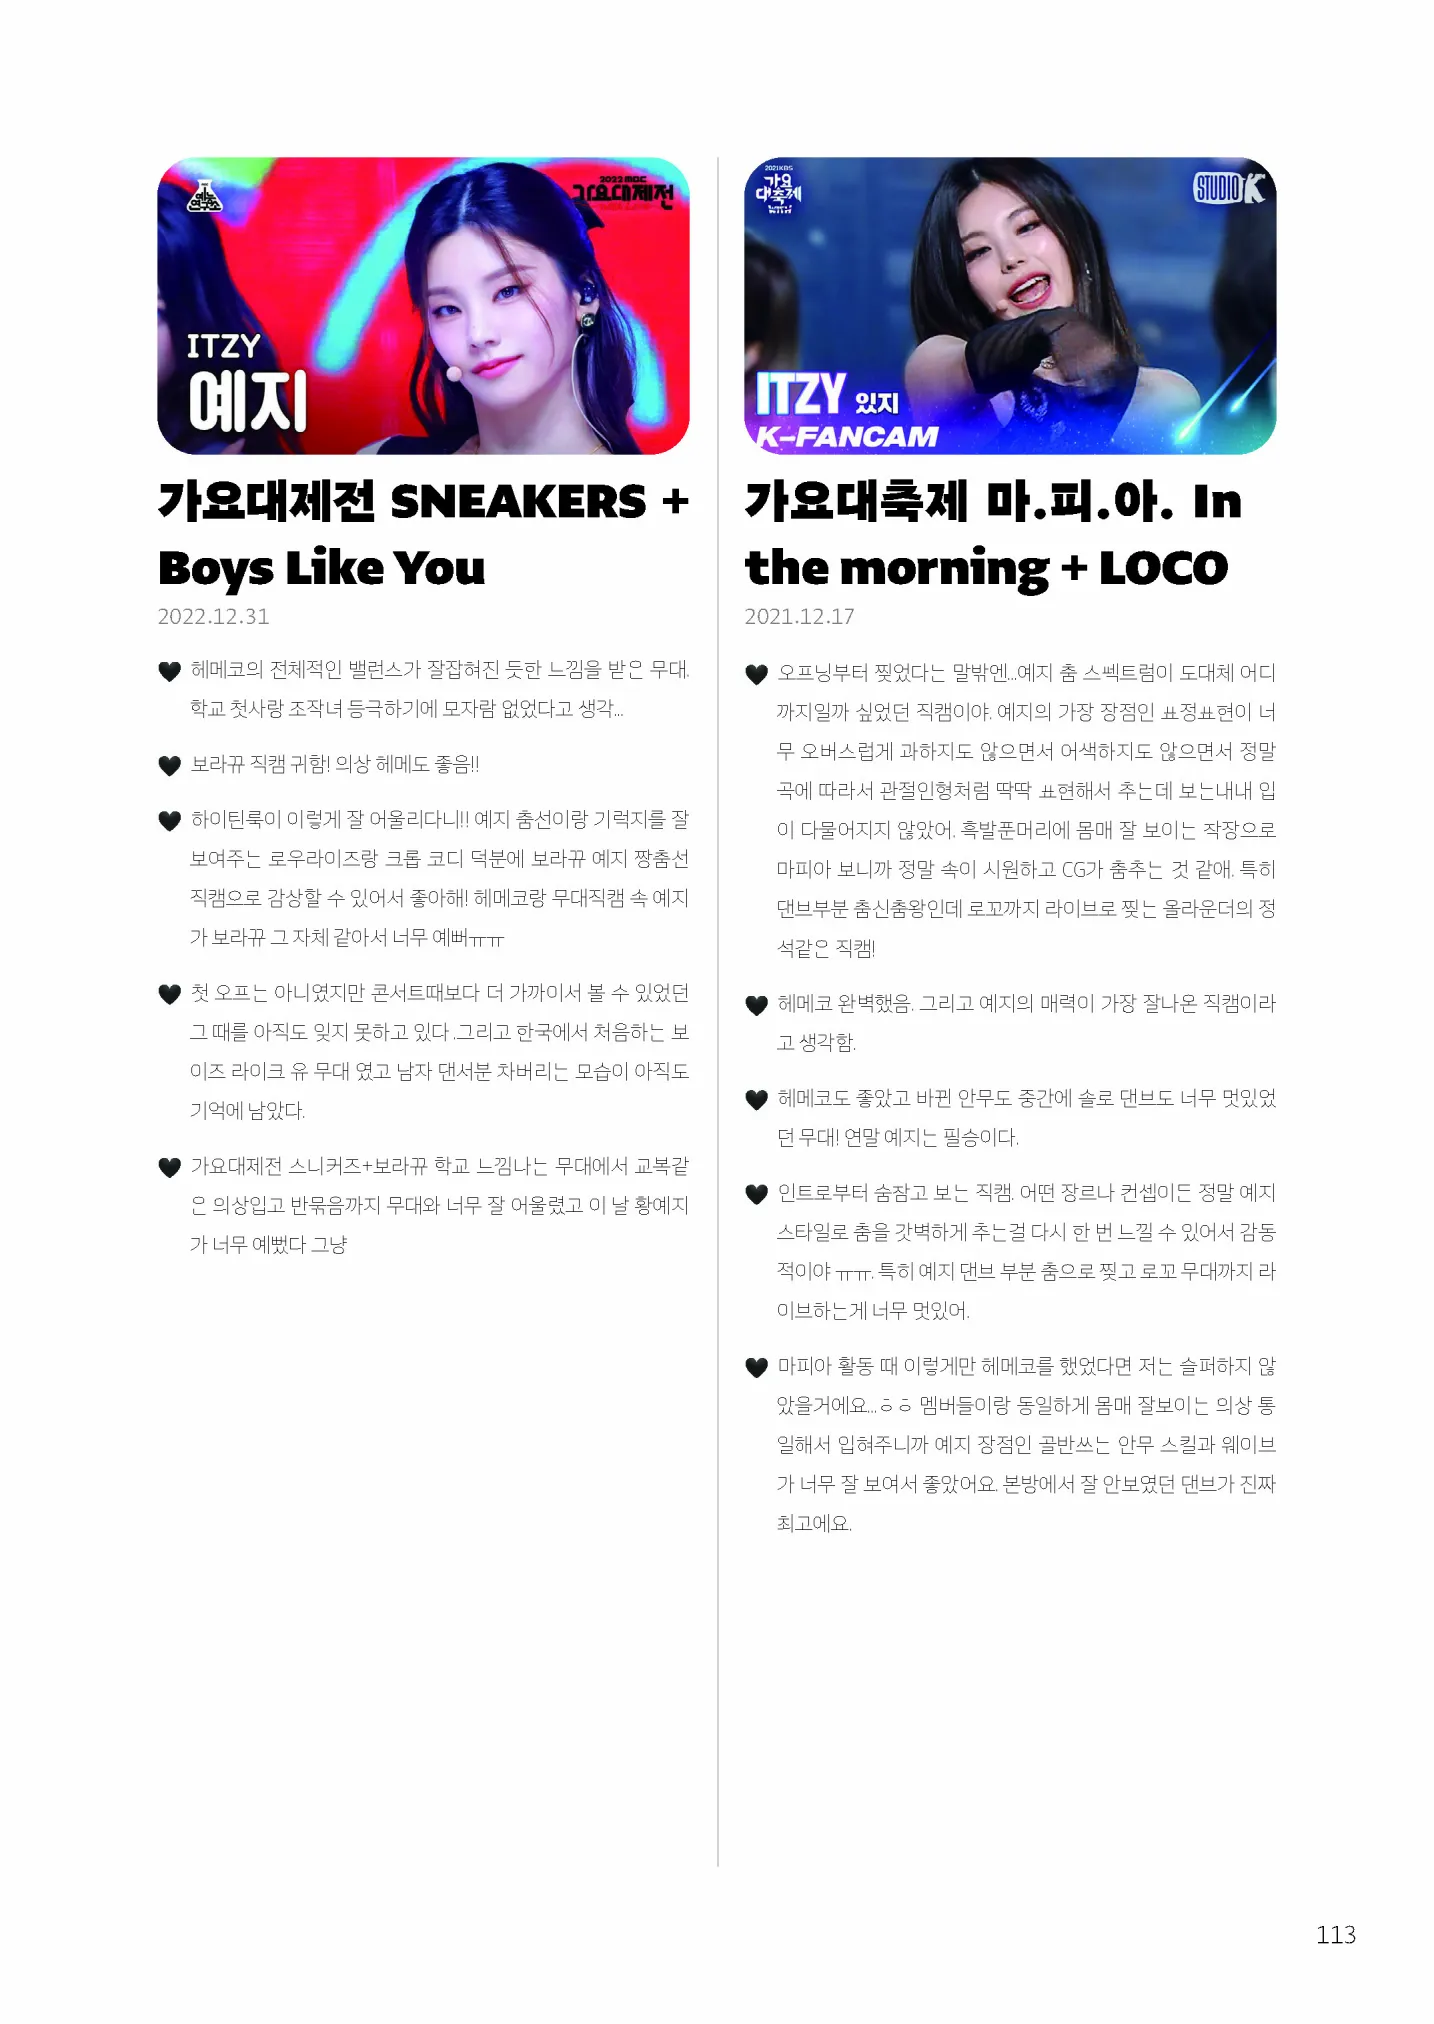 예능연구소
2022 MBC
가요대제전
ITZY
예지
가요대제전 SNEAKERS +
Boys Like You
2022.12.31
🖤 헤메코의 전체적인 밸런스가 잘잡혀진 듯한 느낌을 받은 무대.
학교 첫사랑 조작녀 등극하기에 모자람 없었다고 생각...
🖤 보라뀨 직캠 귀함! 의상 헤메도 좋음!!
🖤 하이틴룩이 이렇게 잘 어울리다니!! 예지 춤선이랑 기럭지를 잘
보여주는 로우라이즈랑 크롭 코디 덕분에 보라뀨 예지 짱춤선
직캠으로 감상할 수 있어서 좋아해! 헤메코랑 무대직캠 속 예지
가 보라뀨 그 자체 같아서 너무 예뻐ㅠㅠ
🖤 첫 오프는 아니였지만 콘서트때보다 더 가까이서 볼 수 있었던
그 때를 아직도 잊지 못하고 있다 .그리고 한국에서 처음하는 보
이즈 라이크 유 무대 였고 남자 댄서분 차버리는 모습이 아직도
기억에 남았다.
🖤 가요대제전 스니커즈+보라뀨 학교 느낌나는 무대에서 교복같
은 의상입고 반묶음까지 무대와 너무 잘 어울렸고 이 날 황예지
가 너무 예뻤다 그냥
2021 KBS
가요
대축제
STUDIO K
ITZY 있지
K-FANCAM
가요대축제 마.피.아. In
the morning + LOCO
2021.12.17
🖤 오프닝부터 찢었다는 말밖엔...예지 춤 스펙트럼이 도대체 어디
까지일까 싶었던 직캠이야. 예지의 가장 장점인 표정표현이 너
무 오버스럽게 과하지도 않으면서 어색하지도 않으면서 정말
곡에 따라서 관절인형처럼 딱딱 표현해서 추는데 보는내내 입
이 다물어지지 않았어. 흑발푼머리에 몸매 잘 보이는 착장으로
마피아 보니까 정말 속이 시원하고 CG가 춤추는 것 같애. 특히
댄브부분 춤신춤왕인데 로꼬까지 라이브로 찢는 올라운더의 정
석같은 직캠!
🖤 헤메코 완벽했음. 그리고 예지의 매력이 가장 잘나온 직캠이라
고 생각함.
🖤 헤메코도 좋았고 바뀐 안무도 중간에 솔로 댄브도 너무 멋있었
던 무대! 연말 예지는 필승이다.
🖤 인트로부터 숨참고 보는 직캠. 어떤 장르나 컨셉이든 정말 예지
스타일로 춤을 갓벽하게 추는걸 다시 한 번 느낄 수 있어서 감동
적이야 ㅠㅠ. 특히 예지 댄브 부분 춤으로 찢고 로꼬 무대까지 라
이브하는게 너무 멋있어.
🖤 마피아 활동 때 이렇게만 헤메코를 했었다면 저는 슬퍼하지 않
았을거에요...ㅎㅎ 멤버들이랑 동일하게 몸매 잘보이는 의상 통
일해서 입혀주니까 예지 장점인 골반쓰는 안무 스킬과 웨이브
가 너무 잘 보여서 좋았어요. 본방에서 잘 안보였던 댄브가 진짜
최고에요.
113